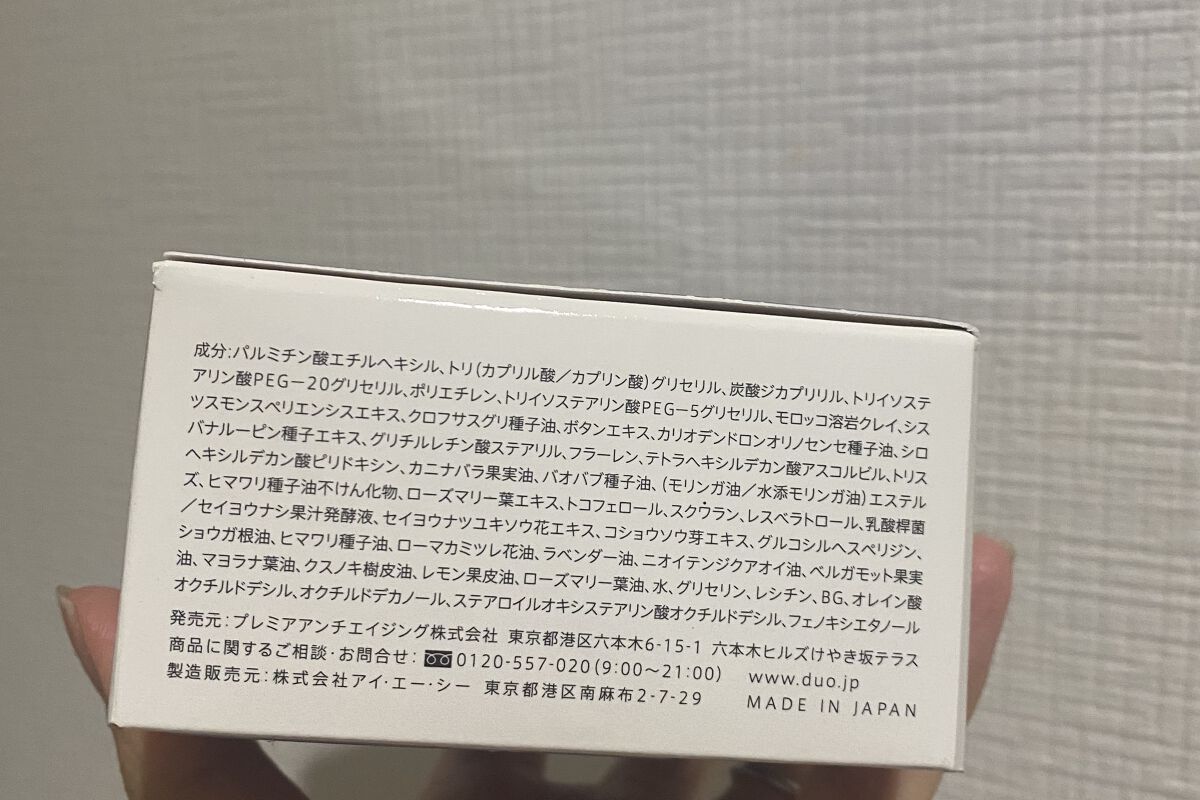 成分:パルミチン酸エチルヘキシル、トリ(カプリル酸/カプリン酸)グリセリル、炭酸ジカプリリル、トリイソステ
アリン酸PEG-20グリセリル、ポリエチレン、トリイソステアリン酸PEG-5グリセリル、モロッコ溶岩クレイ、シス
ツスモンスペリエンシスエキス、クロフサスグリ種子油、ボタンエキス、カリオデンドロンオリノセンセ種子油、シロ
バナルーピン種子エキス、グリチルレチン酸ステアリル、フラーレン、テトラヘキシルデカン酸アスコルビル、トリス
ヘキシルデカン酸ピリドキシン、カニナバラ果実油、バオバブ種子油、(モリンガ油/水添モリンガ油)エステル
ズ、ヒマワリ種子油不けん化物、ローズマリー葉エキス、トコフェロール、スクワラン、レスベラトロール、乳酸桿菌
/セイヨウナシ果汁発酵液、セイヨウナツユキソウ花エキス、コショウソウ芽エキス、グルコシルヘスペリジン、
ショウガ根油、ヒマワリ種子油、ローマカミツレ花油、ラベンダー油、ニオイテンジクアオイ油、ベルガモット果実
油、マヨラナ葉油、クスノキ樹皮油、レモン果皮油、ローズマリー葉油、水、グリセリン、レシチン、BG、オレイン酸
オクチルドデシル、オクチルドデカノール、ステアロイルオキシステアリン酸オクチルドデシル、フェノキシエタノール
発売元:プレミアアンチエイジング株式会社 東京都港区六本木6-15-1 六本木ヒルズけやき坂テラス
商品に関するご相談・お問合せ: 0120-557-020(9:00〜21:00) www.duo.jp
製造販売元:株式会社アイ・エー・シー 東京都港区南麻布2-7-29 MADE IN JAPAN